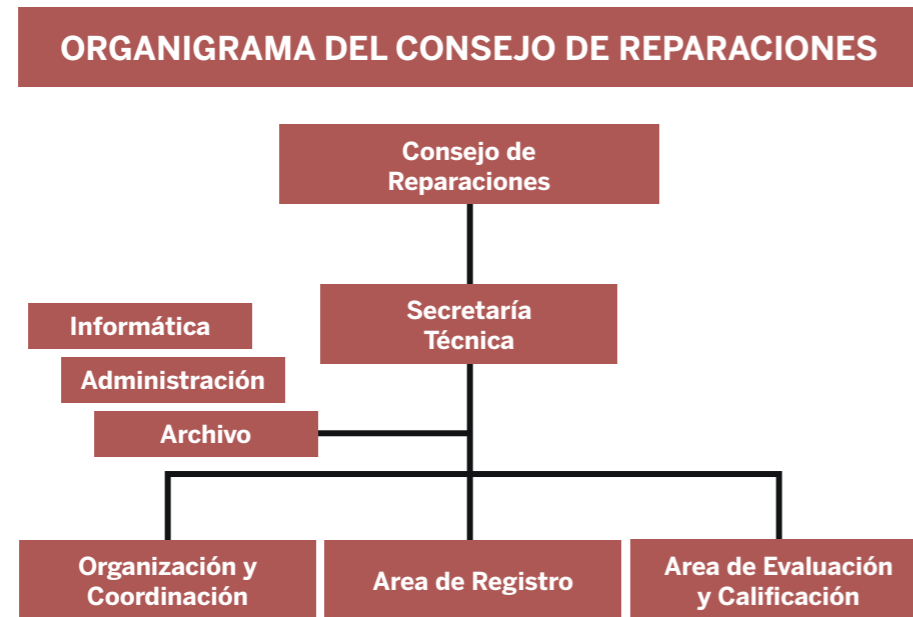 ORGANIGRAMA DEL CONSEJO DE REPARACIONES
Consejo de
Reparaciones
Secretaría
Técnica
Informática
Administración
Archivo
Organización y
Coordinación
Area de Registro
Area de Evaluación
y Calificación